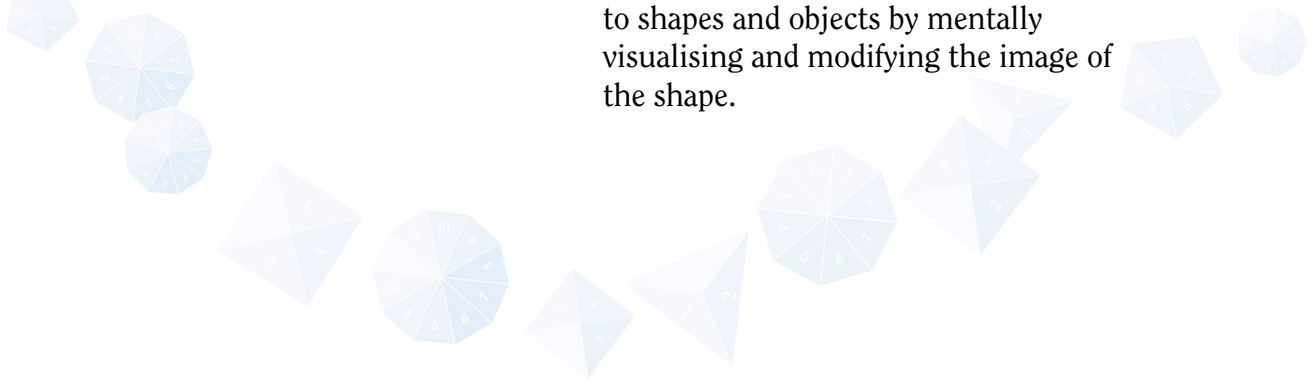 to shapes and objects by mentally
visualising and modifying the image of
the shape.